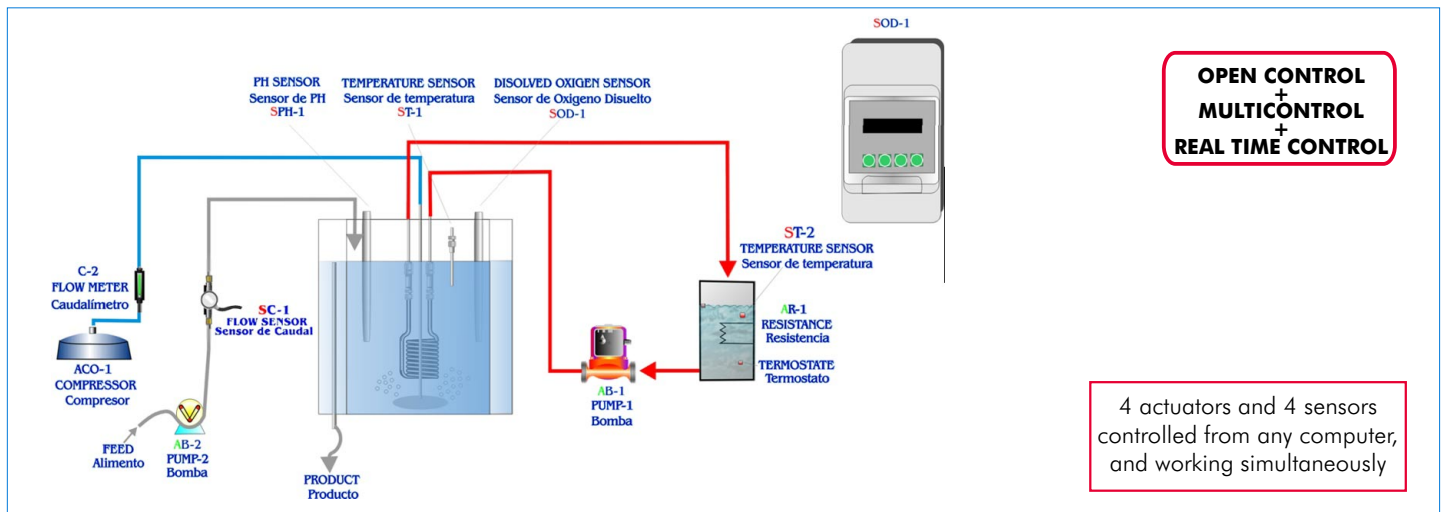 SOD-1
OPEN CONTROL
+
MULTICONTROL
+
REAL TIME CONTROL
PH SENSOR
Sensor de PH
SPH-1
TEMPERATURE SENSOR
Sensor de temperatura
ST-1
DISOLVED OXIGEN SENSOR
Sensor de Oxigeno Disuelto
SOD-1
ST-2
TEMPERATURE SENSOR
Sensor de temperatura
C-2
FLOW METER
Caudalímetro
SC-1
FLOW SENSOR
Sensor de Caudal
AR-1
RESISTANCE
Resistencia
TERMOSTATE
Termostato
ACO-1
COMPRESSOR
Compresor
AB-1
PUMP-1
Bomba
FEED
Alimento
AB-2
PUMP-2
Bomba
PRODUCT
Producto
4 actuators and 4 sensors
controlled from any computer,
and working simultaneously